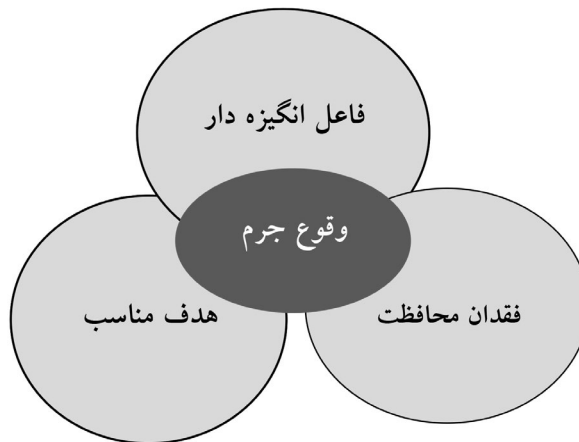 فاعل انگیزه دار
وقوع جرم
فقدان محافظت
هدف مناسب